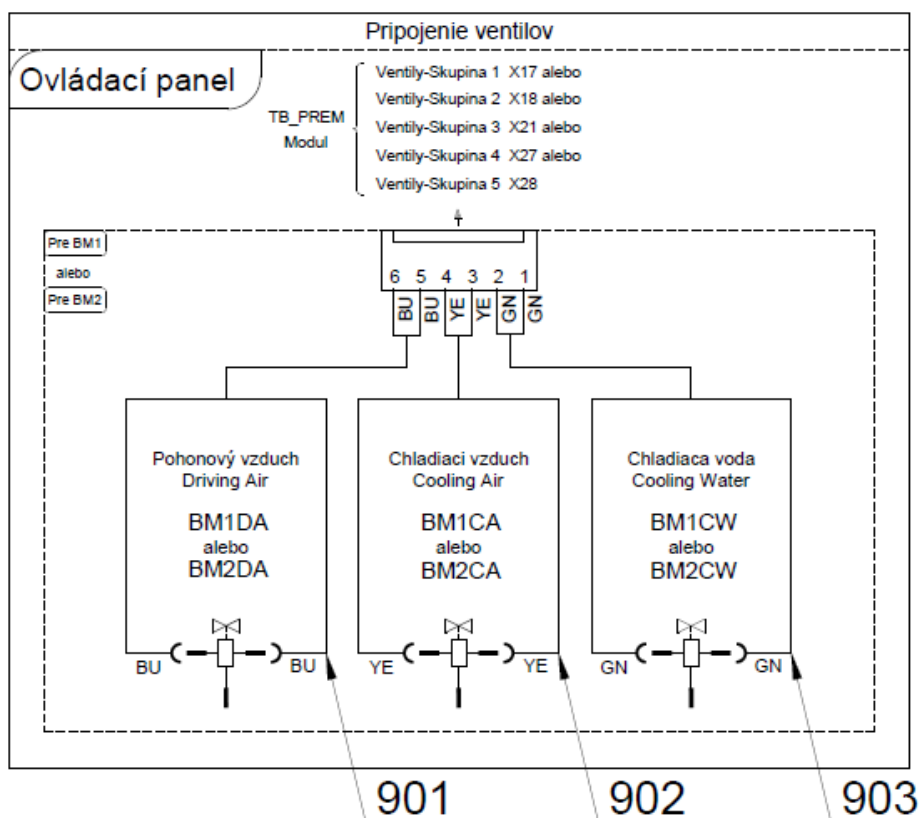 Pripojenie ventilov
Ovládací panel
TB_PREM
Modul
Ventily-Skupina 1 X17 alebo
Ventily-Skupina 2 X18 alebo
Ventily-Skupina 3 X21 alebo
Ventily-Skupina 4 X27 alebo
Ventily-Skupina 5 X28
Pre BM1
alebo
Pre BM2
6 5 4 3 2 1
BU BU YE YE GN GN
Pohonový vzduch
Driving Air
BM1DA
alebo
BM2DA
BU BU
Chladiaci vzduch
Cooling Air
BM1CA
alebo
BM2CA
YE YE
Chladiaca voda
Cooling Water
BM1CW
alebo
BM2CW
GN GN
901 902 903